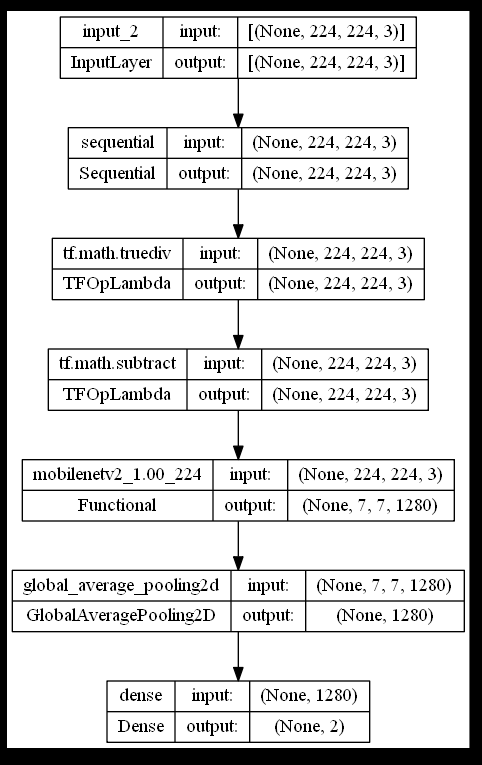 input_2 input: [(None, 224, 224, 3)]
InputLayer output: [(None, 224, 224, 3)]
sequential input: (None, 224, 224, 3)
Sequential output: (None, 224, 224, 3)
tf.math.truediv input: (None, 224, 224, 3)
TFOpLambda output: (None, 224, 224, 3)
tf.math.subtract input: (None, 224, 224, 3)
TFOpLambda output: (None, 224, 224, 3)
mobilenetv2_1.00_224 input: (None, 224, 224, 3)
Functional output: (None, 7, 7, 1280)
global_average_pooling2d input: (None, 7, 7, 1280)
GlobalAveragePooling2D output: (None, 1280)
dense input: (None, 1280)
Dense output: (None, 2)